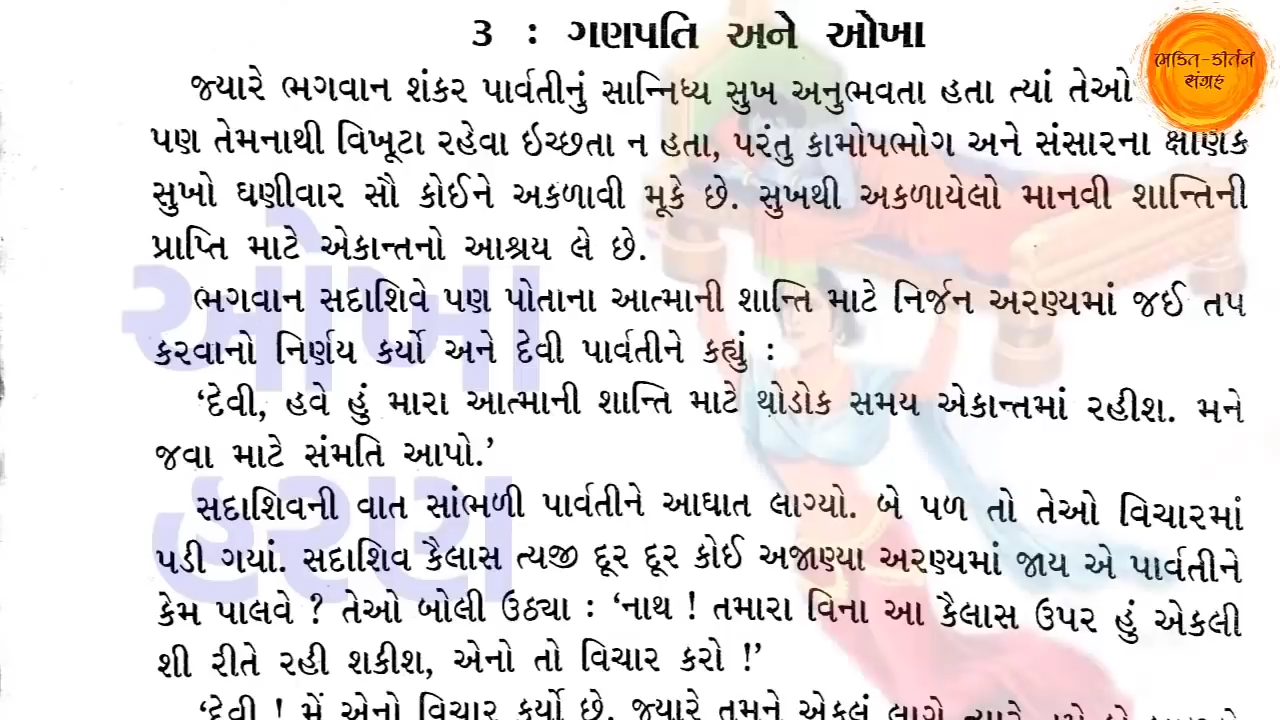 ૩ : ગણપતિ અને ઓખા
ભક્તિ-કીર્તન
સંગ્રહ
જ્યારે ભગવાન શંકર પાર્વતીનું સાન્નિધ્ય સુખ અનુભવતા હતા ત્યાં તેઓ
પણ તેમનાથી વિખૂટા રહેવા ઇચ્છતા ન હતા, પરંતુ કામોપભોગ અને સંસારના ક્ષણિક
સુખો ઘણીવાર સૌ કોઈને અકળાવી મૂકે છે. સુખથી અકળાયેલો માનવી શાન્તિની
પ્રાપ્તિ માટે એકાન્તનો આશ્રય લે છે.
ભગવાન સદાશિવે પણ પોતાના આત્માની શાન્તિ માટે નિર્જન અરણ્યમાં જઈ તપ
કરવાનો નિર્ણય કર્યો અને દેવી પાર્વતીને કહ્યું :
‘દેવી, હવે હું મારા આત્માની શાન્તિ માટે થોડોક સમય એકાન્તમાં રહીશ. મને
જવા માટે સંમતિ આપો.’
સદાશિવની વાત સાંભળી પાર્વતીને આઘાત લાગ્યો. બે પળ તો તેઓ વિચારમાં
પડી ગયાં. સદાશિવ કૈલાસ ત્યજી દૂર દૂર કોઈ અજાણ્યા અરણ્યમાં જાય એ પાર્વતીને
કેમ પાલવે ? તેઓ બોલી ઉઠ્યા : ‘નાથ ! તમારા વિના આ કૈલાસ ઉપર હું એકલી
શી રીતે રહી શકીશ, એનો તો વિચાર કરો !’
‘દેવી ! મેં એનો વિચાર કર્યો છે. જ્યારે તમને એકલું લાગે ત્યારે
ઓખા
હરણ